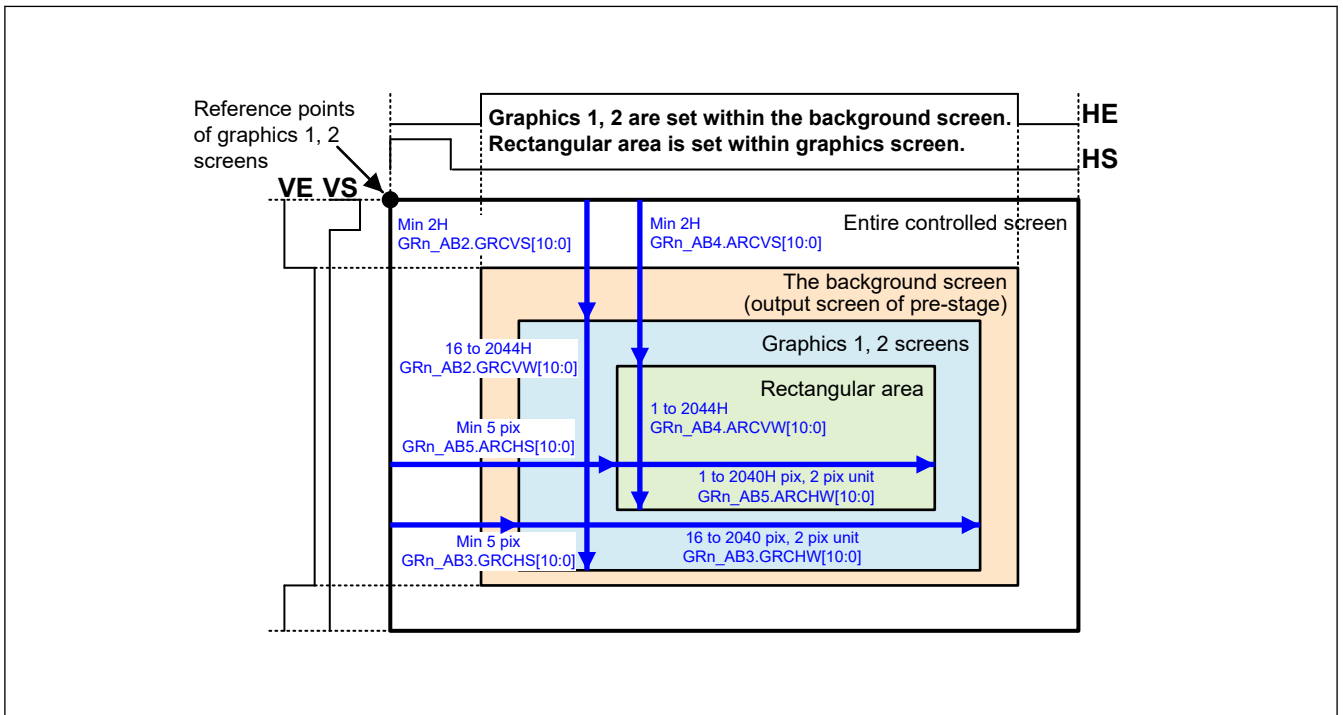 Reference points
of graphics 1, 2
screens
Graphics 1, 2 are set within the background screen.
Rectangular area is set within graphics screen.
HE
HS
VE VS
Min 2H
GRn_AB2.GRCVS[10:0]
Min 2H
GRn_AB4.ARCVS[10:0]
Entire controlled screen
The background screen
(output screen of pre-stage)
16 to 2044H
GRn_AB2.GRCVW[10:0]
Graphics 1, 2 screens
Rectangular area
1 to 2044H
GRn_AB4.ARCVW[10:0]
Min 5 pix
GRn_AB5.ARCHS[10:0]
1 to 2040H pix, 2 pix unit
GRn_AB5.ARCHW[10:0]
Min 5 pix
GRn_AB3.GRCHS[10:0]
16 to 2040 pix, 2 pix unit
GRn_AB3.GRCHW[10:0]